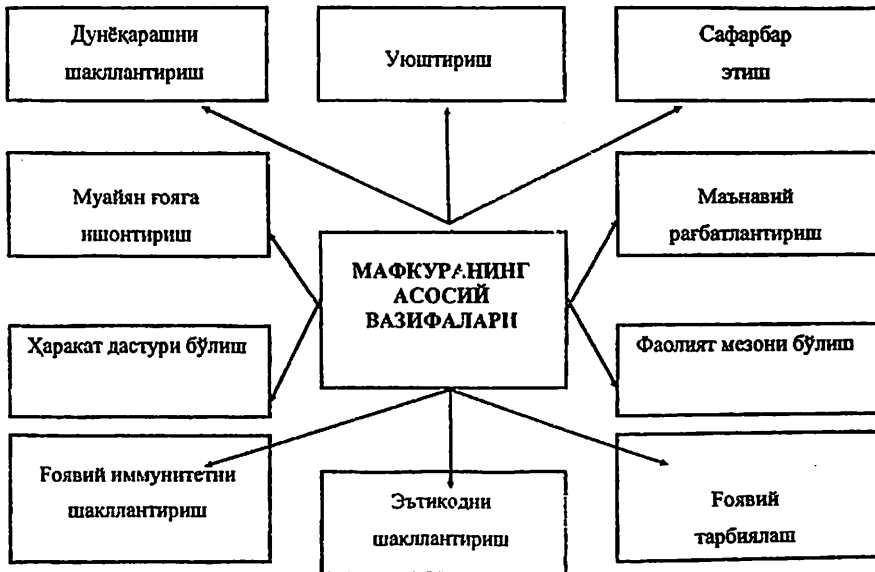 Дунёқарашни
шакллантириш
Уюштириш
Сафарбар
этиш
Муайян ғояга
ишонтириш
Маънавий
рағбатлантириш
МАФКУРАНИНГ
АСОСИЙ
ВАЗИФАЛАРИ
Ҳаракат дастури бўлиш
Фаолият мезони бўлиш
Ғоявий иммунитетни
шакллантириш
Эътиқодни
шакллантириш
Ғоявий
тарбиялаш